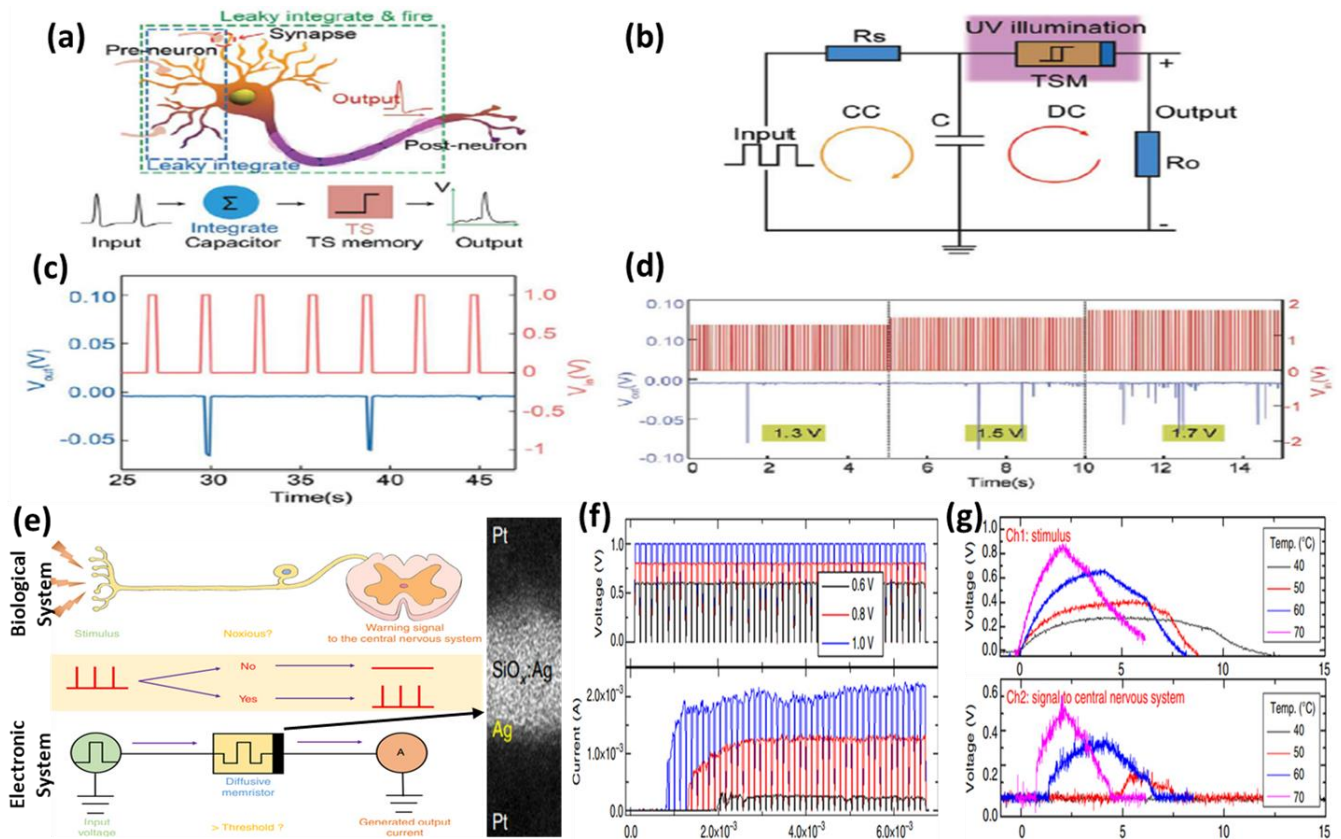 (a)
Leaky integrate & fire
Synapse
Pre-neuron
Output
Post-neuron
Leaky integrate
Σ
V
Input
Integrate
Capacitor
TS
TS memory
Output
(b)
UV illumination
Rs
TSM
+
Input
CC
C
DC
Output
Ro
-
(c)
0.10
0.05
0.00
-0.05
Vout(V)
1.0
0.5
0
-0.5
-1
Vin(V)
25 30 35 40 45
Time(s)
(d)
0.10
0.10
0.00
-0.05
-0.10
Vout(V)
2
1
0
-1
-2
Vin(V)
1.3 V
1.5 V
1.7 V
0 2 4 6 8 10 12 14
Time(s)
(e)
Biological
System
Stimulus
Noxious?
Warning signal
to the central nervous system
No
Yes
Electronic
System
A
Input
voltage
Diffusive
memristor
> Threshold ?
Generated output
current
Pt
SiOx:Ag
Ag
Pt
(f)
Voltage (V)
1.0
0.5
0.0
0.6 V
0.8 V
1.0 V
Current (A)
2.0×10⁻³
1.0×10⁻³
0.0
2.0×10⁻³ 4.0×10⁻³ 6.0×10⁻³
(g)
Ch1: stimulus
Voltage (V)
1.0
0.8
0.6
0.4
0.2
0.0
Temp. (°C)
40
50
60
70
0 5 10
Ch2: signal to central nervous system
Voltage (V)
0.6
0.4
0.2
0
Temp. (°C)
40
50
60
70
0 5 10 15